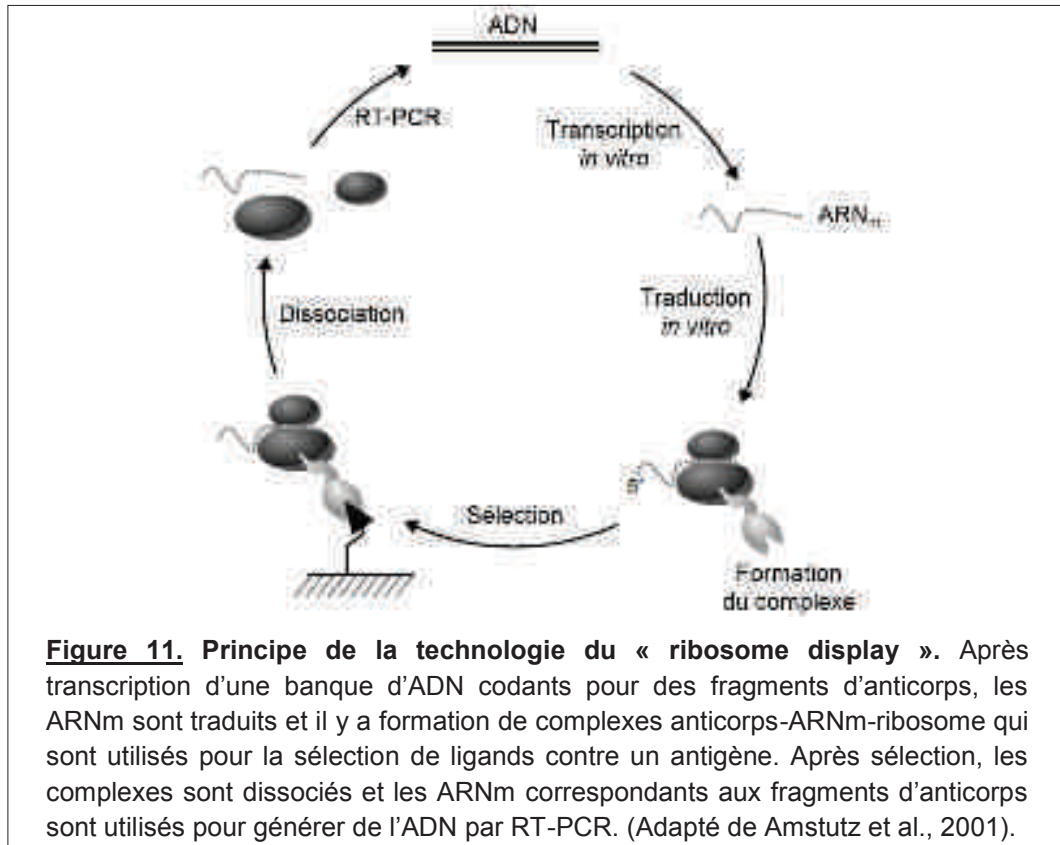 ADN
RT-PCR
Transcription
in vitro
ARNm
Traduction
in vitro
Dissociation
Sélection
Formation
du complexe
Figure 11. Principe de la technologie du « ribosome display ». Après
transcription d’une banque d’ADN codants pour des fragments d’anticorps, les
ARNm sont traduits et il y a formation de complexes anticorps-ARNm-ribosome qui
sont utilisés pour la sélection de ligands contre un antigène. Après sélection, les
complexes sont dissociés et les ARNm correspondants aux fragments d’anticorps
sont utilisés pour générer de l’ADN par RT-PCR. (Adapté de Amstutz et al., 2001).